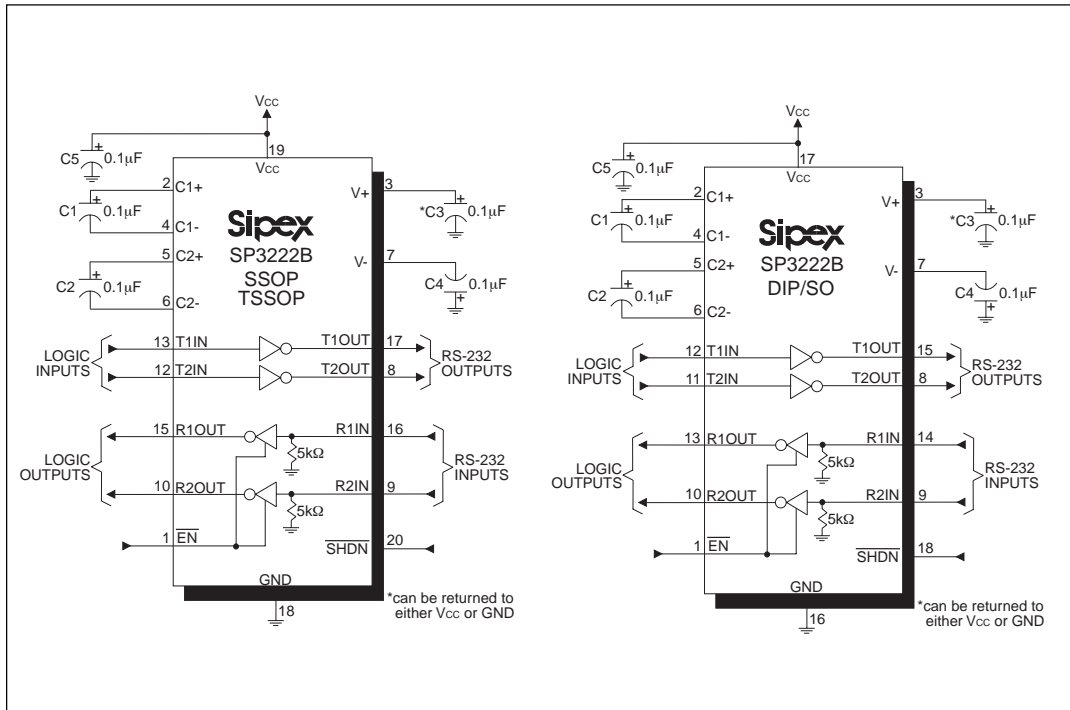 VCC
19
VCC
C5
+
0.1µF
2
C1+
C1
+
0.1µF
4
C1-
5
C2+
C2
+
0.1µF
6
C2-
Sipex
SP3222B
SSOP
TSSOP
V+
3
*C3
+
0.1µF
V-
7
C4
+
0.1µF
LOGIC
INPUTS
13
T1IN
T1OUT
17
12
T2IN
T2OUT
8
RS-232
OUTPUTS
LOGIC
OUTPUTS
15
R1OUT
R1IN
16
5kΩ
10
R2OUT
R2IN
9
5kΩ
RS-232
INPUTS
1
EN
SHDN
20
GND
18
*can be returned to
either VCC or GND
VCC
17
VCC
C5
+
0.1µF
2
C1+
C1
+
0.1µF
4
C1-
5
C2+
C2
+
0.1µF
6
C2-
Sipex
SP3222B
DIP/SO
V+
3
*C3
+
0.1µF
V-
7
C4
+
0.1µF
LOGIC
INPUTS
12
T1IN
T1OUT
15
11
T2IN
T2OUT
8
RS-232
OUTPUTS
LOGIC
OUTPUTS
13
R1OUT
R1IN
14
5kΩ
10
R2OUT
R2IN
9
5kΩ
RS-232
INPUTS
1
EN
SHDN
18
GND
16
*can be returned to
either VCC or GND